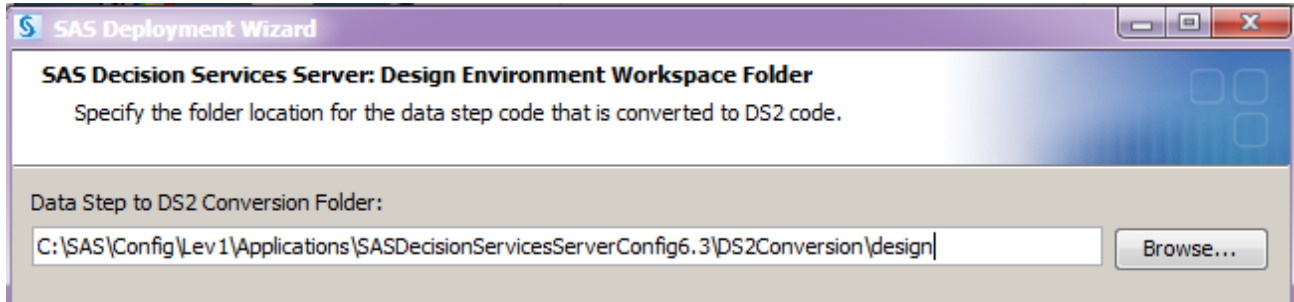 SAS Deployment Wizard
SAS Decision Services Server: Design Environment Workspace Folder
Specify the folder location for the data step code that is converted to DS2 code.
Data Step to DS2 Conversion Folder:
C:\SAS\Config\Lev1\Applications\SASDecisionServicesServerConfig6.3\DS2Conversion\design
Browse...